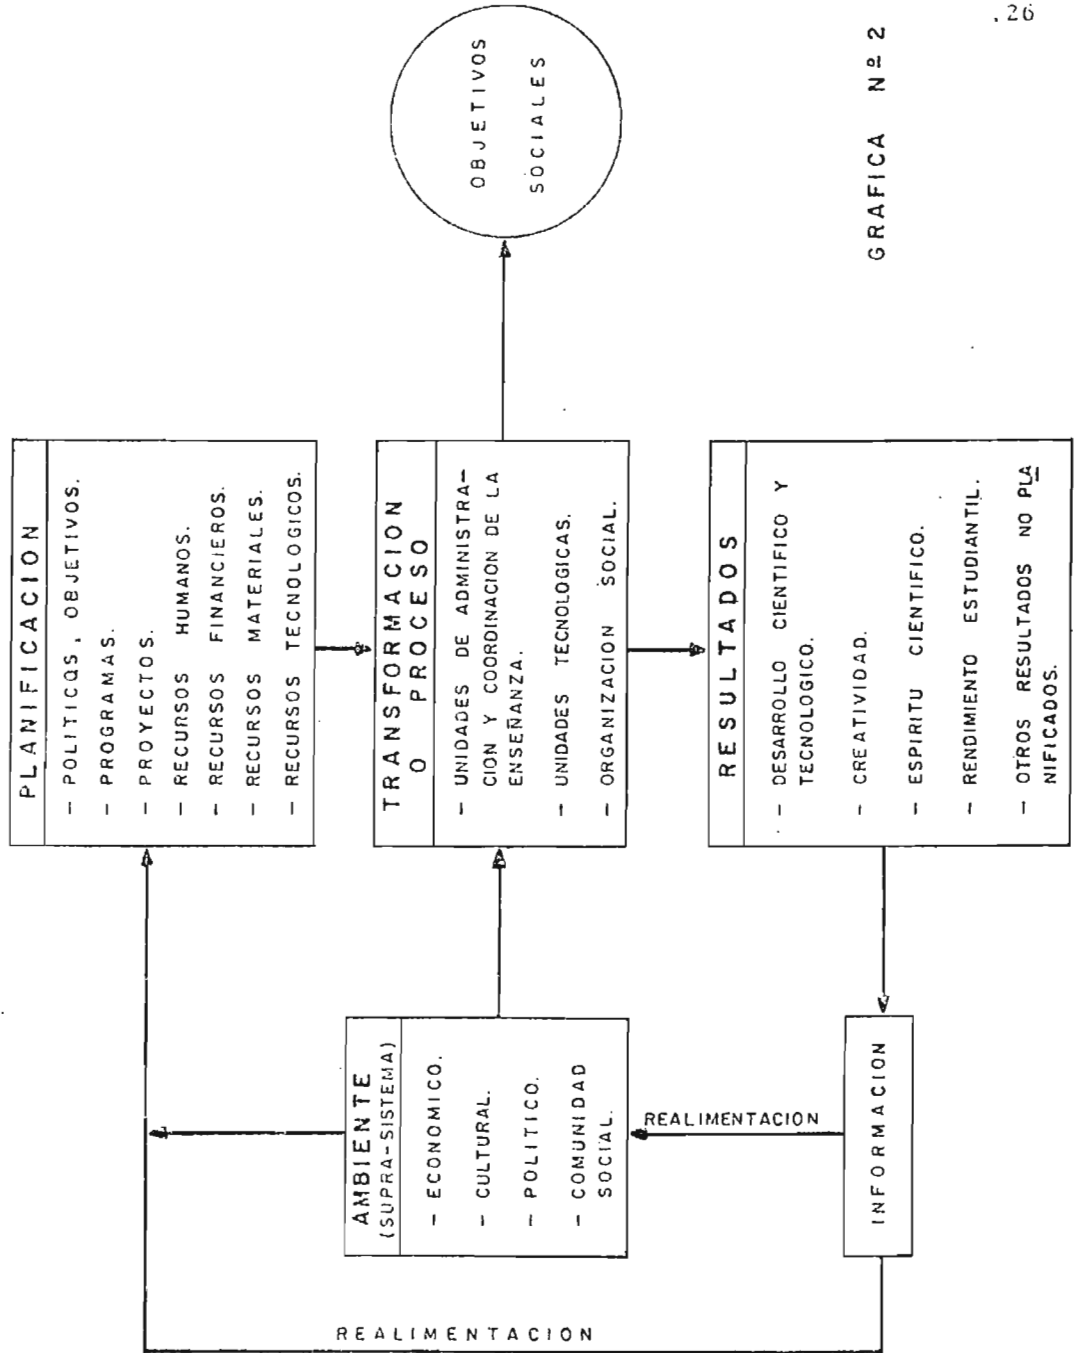 .26
PLANIFICACION
- POLITICQS, OBJETIVOS.
- PROGRAMAS.
- PROYECTOS.
- RECURSOS HUMANOS.
- RECURSOS FINANCIEROS.
- RECURSOS MATERIALES.
- RECURSOS TECNOLOGICOS.
AMBIENTE
(SUPRA-SISTEMA)
- ECONOMICO.
- CULTURAL.
- POLITICO.
- COMUNIDAD
SOCIAL.
TRANSFORMACION
O PROCESO
- UNIDADES DE ADMINISTRA-
CION Y COORDINACION DE LA
ENSEÑANZA.
- UNIDADES TECNOLOGICAS.
- ORGANIZACION SOCIAL.
OBJETIVOS
SOCIALES
REALIMENTACION
REALIMENTACION
INFORMACION
RESULTADOS
- DESARROLLO CIENTIFICO Y
TECNOLOGICO.
- CREATIVIDAD.
- ESPIRITU CIENTIFICO.
- RENDIMIENTO ESTUDIANTIL.
- OTROS RESULTADOS NO PLA
NIFICADOS.
GRAFICA Nº 2